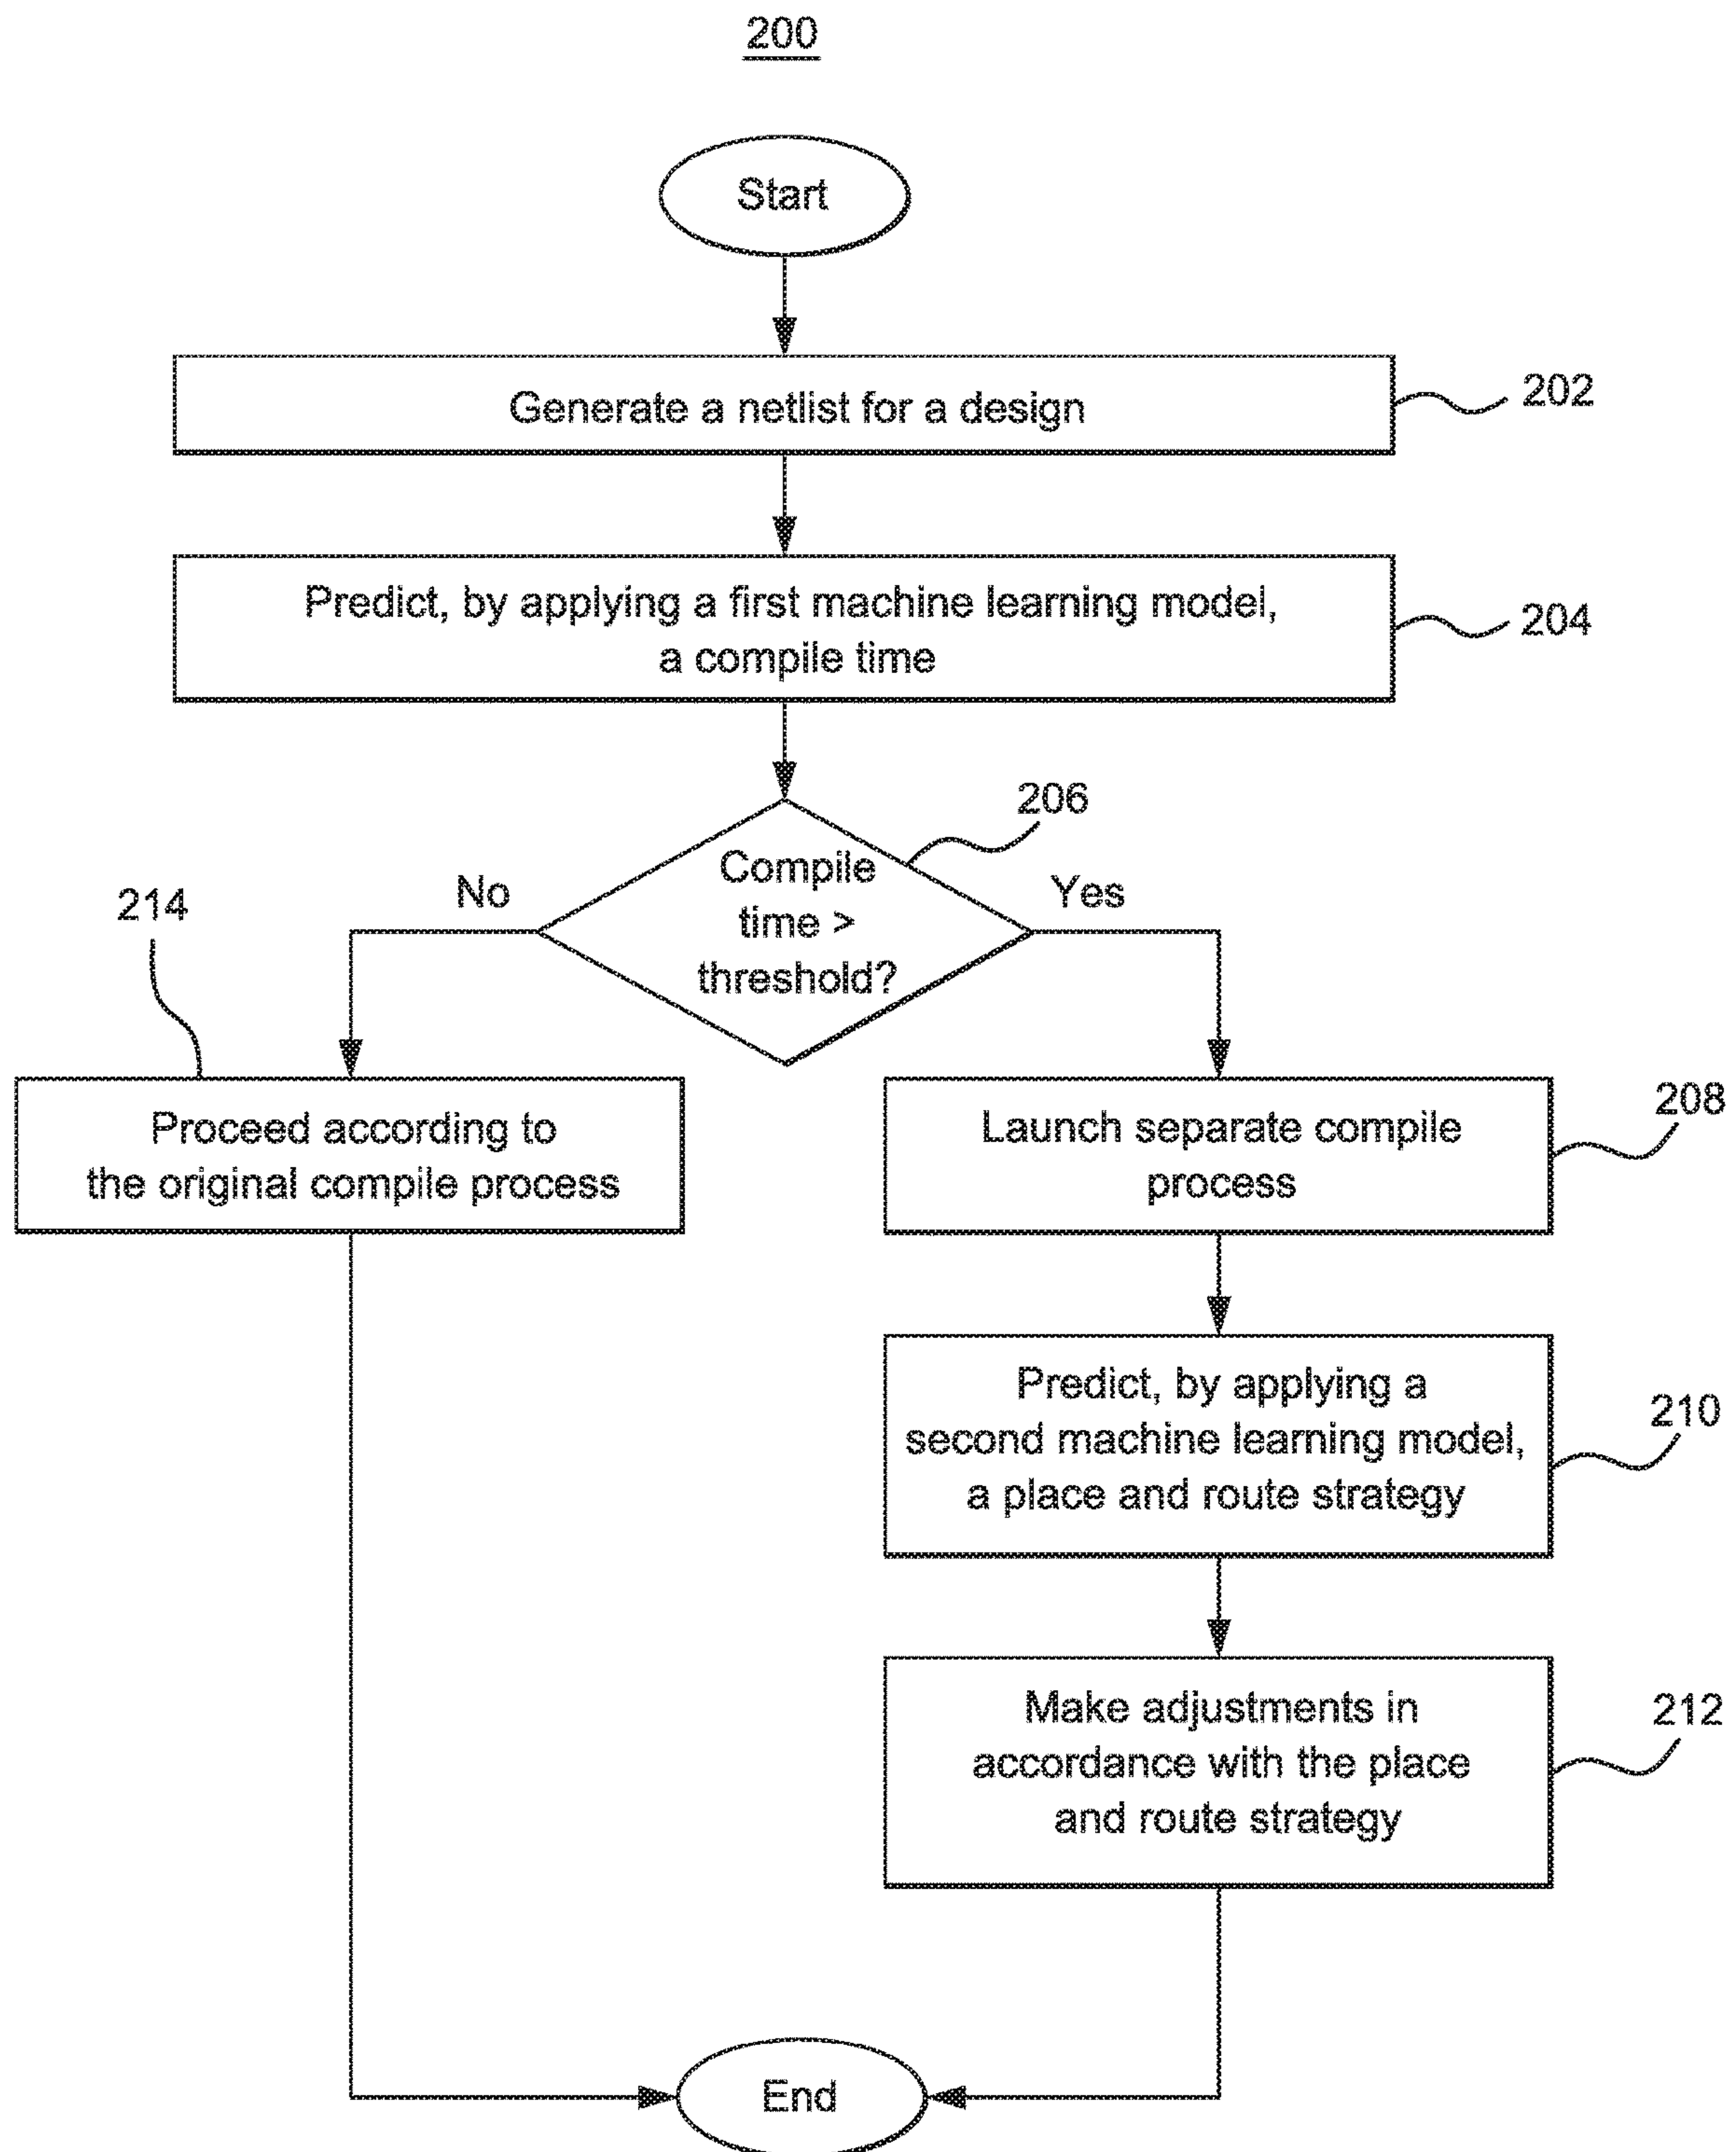 200
Start
Generate a netlist for a design
202
Predict, by applying a first machine learning model,
a compile time
204
206
Compile
time >
threshold?
No
Yes
214
Proceed according to
the original compile process
Launch separate compile
process
208
Predict, by applying a
second machine learning model,
a place and route strategy
210
Make adjustments in
accordance with the place
and route strategy
212
End